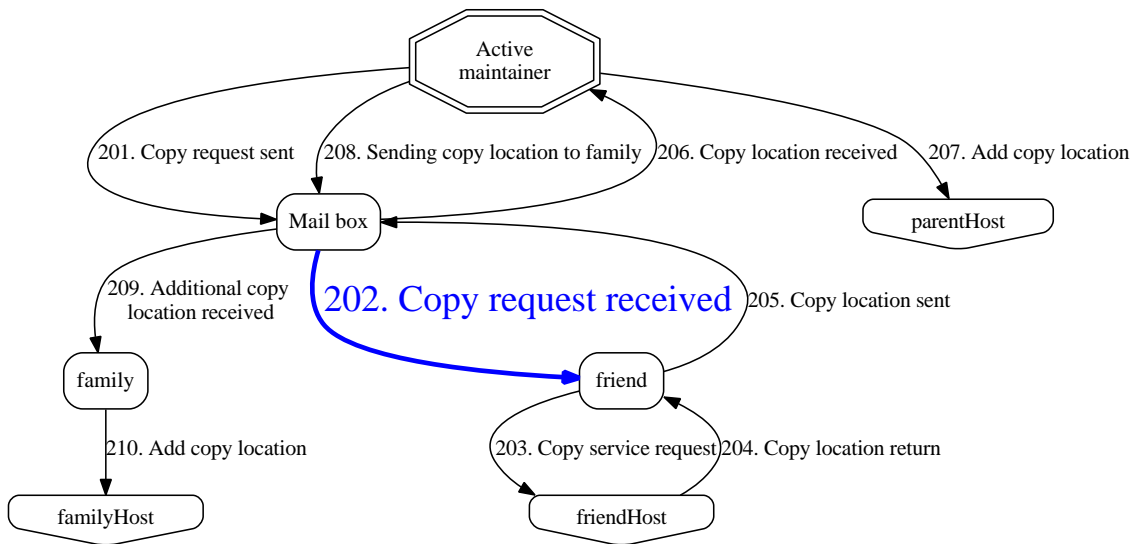 Active
maintainer
201. Copy request sent
208. Sending copy location to family
206. Copy location received
207. Add copy location
Mail box
parentHost
209. Additional copy
location received
202. Copy request received
205. Copy location sent
family
friend
210. Add copy location
203. Copy service request
204. Copy location return
familyHost
friendHost